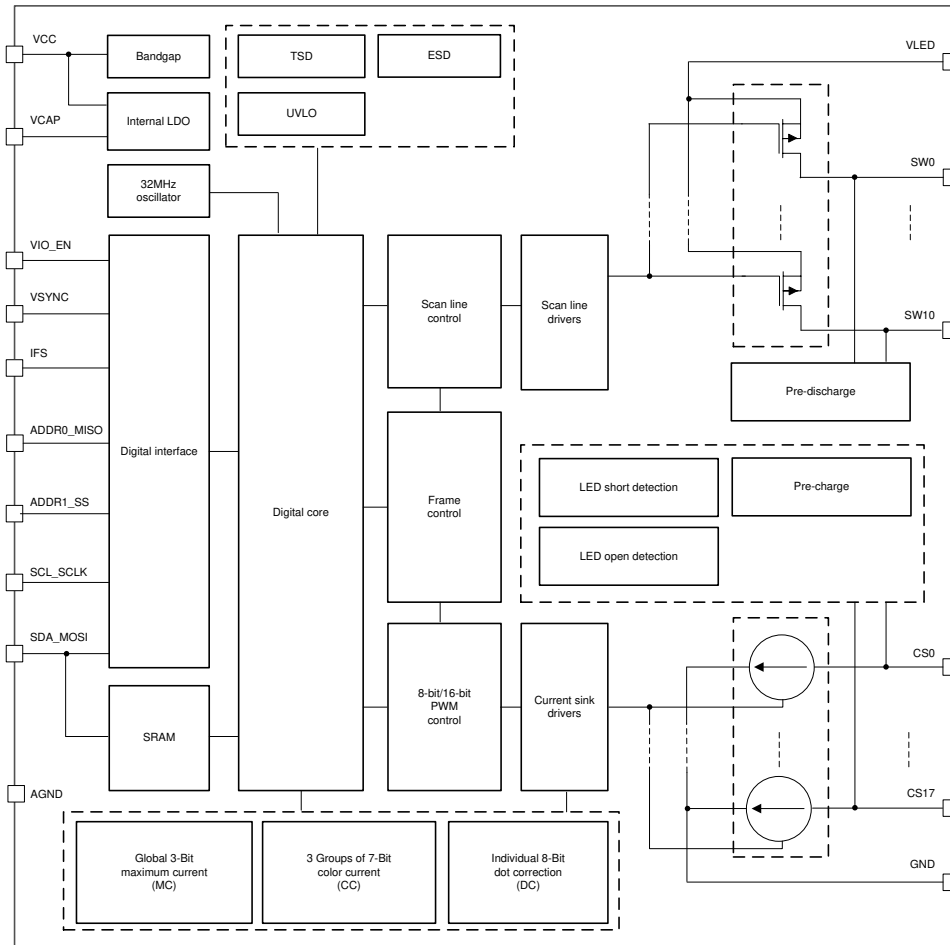 VCC
Bandgap
TSD
ESD
VLED
VCAP
Internal LDO
UVLO
32MHz
oscillator
SW0
VIO_EN
VSYNC
IFS
ADDR0_MISO
ADDR1_SS
SCL_SCLK
SDA_MOSI
AGND
Digital interface
SRAM
Digital core
Scan line
control
Scan line
drivers
SW10
Pre-discharge
Frame
control
LED short detection
Pre-charge
LED open detection
8-bit/16-bit
PWM
control
Current sink
drivers
CS0
CS17
GND
Global 3-Bit
maximum current
(MC)
3 Groups of 7-Bit
color current
(CC)
Individual 8-Bit
dot correction
(DC)